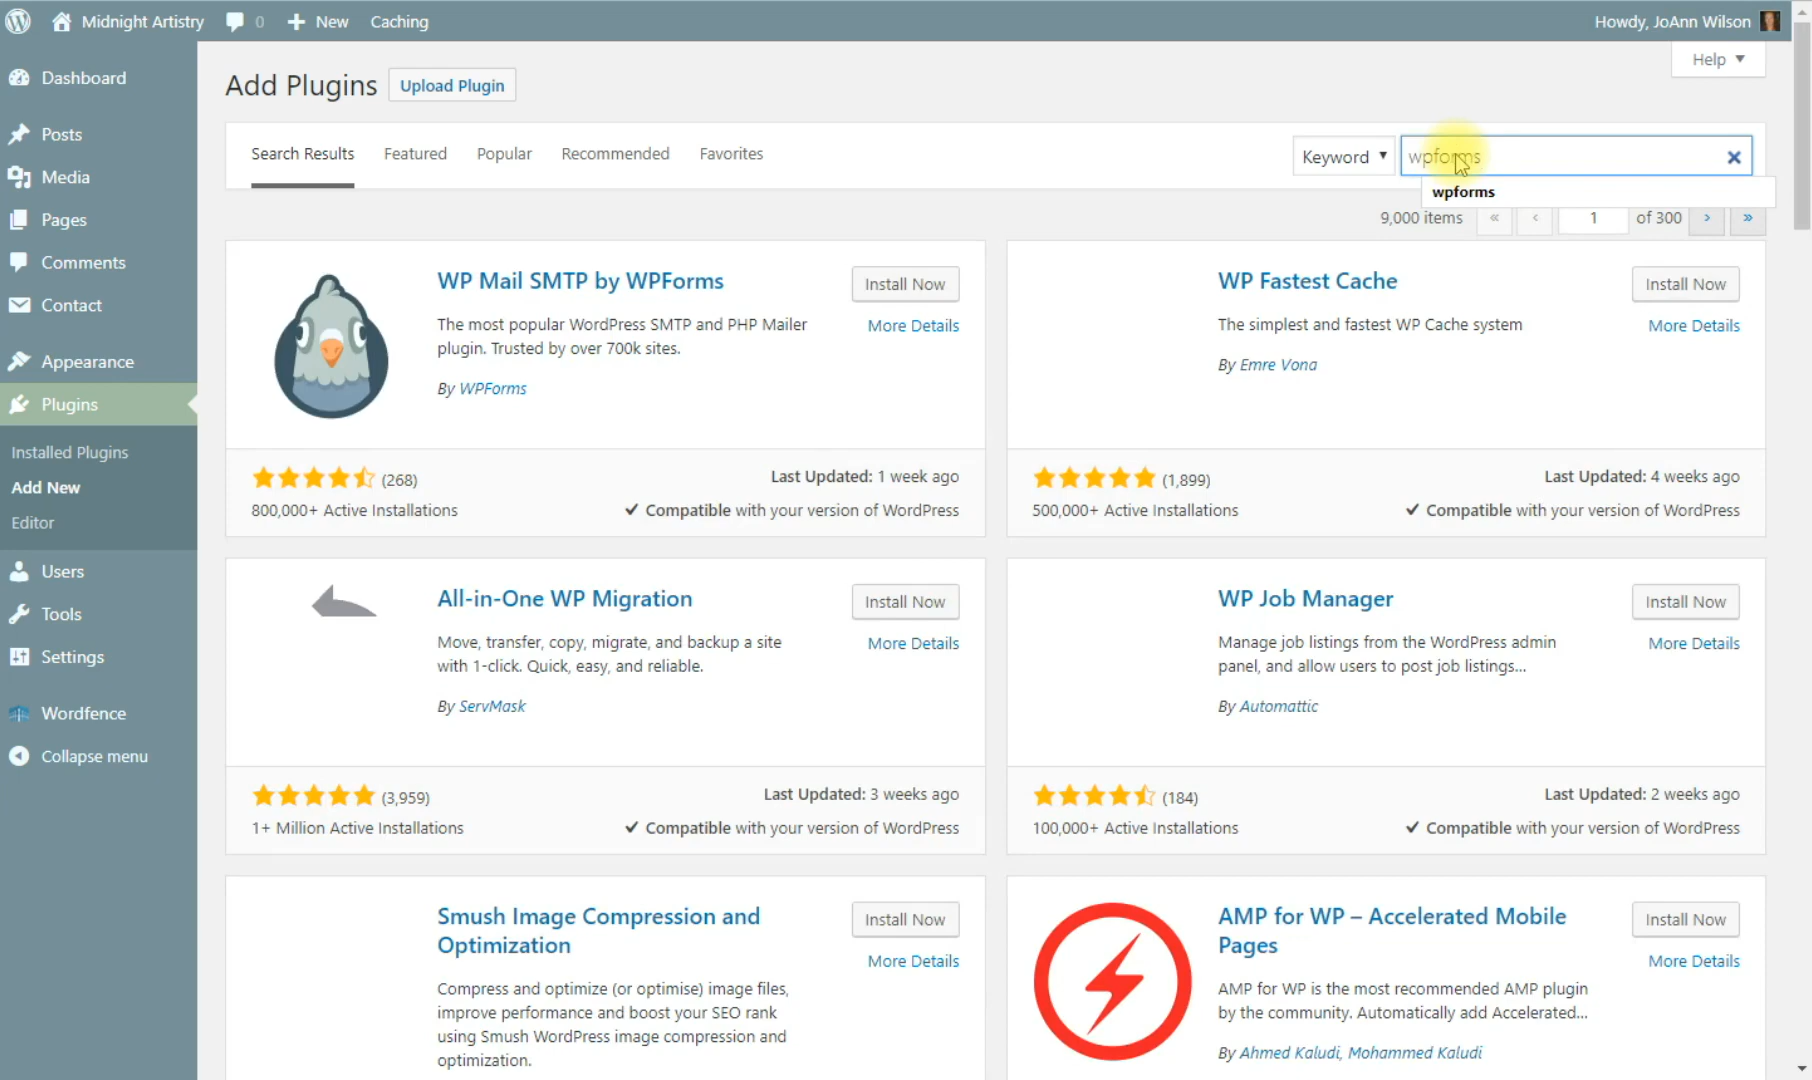 Midnight Artistry
0
New
Caching
Howdy, JoAnn Wilson
Help
Dashboard
Posts
Media
Pages
Comments
Contact
Appearance
Plugins
Installed Plugins
Add New
Editor
Users
Tools
Settings
Wordfence
Collapse menu
Add Plugins
Upload Plugin
Search Results
Featured
Popular
Recommended
Favorites
Keyword
wpforms
wpforms
9,000 items
«
‹
1
of 300
›
»
WP Mail SMTP by WPForms
Install Now
The most popular WordPress SMTP and PHP Mailer
More Details
plugin. Trusted by over 700k sites.
By WPForms
(268)
Last Updated: 1 week ago
800,000+ Active Installations
Compatible with your version of WordPress
WP Fastest Cache
Install Now
The simplest and fastest WP Cache system
More Details
By Emre Vona
(1,899)
Last Updated: 4 weeks ago
500,000+ Active Installations
Compatible with your version of WordPress
All-in-One WP Migration
Install Now
Move, transfer, copy, migrate, and backup a site
More Details
with 1-click. Quick, easy, and reliable.
By ServMask
(3,959)
Last Updated: 3 weeks ago
1+ Million Active Installations
Compatible with your version of WordPress
WP Job Manager
Install Now
Manage job listings from the WordPress admin
More Details
panel, and allow users to post job listings...
By Automattic
(184)
Last Updated: 2 weeks ago
100,000+ Active Installations
Compatible with your version of WordPress
Smush Image Compression and
Optimization
Install Now
More Details
Compress and optimize (or optimise) image files,
improve performance and boost your SEO rank
using Smush WordPress image compression and
optimization.
AMP for WP – Accelerated Mobile
Pages
Install Now
More Details
AMP for WP is the most recommended AMP plugin
by the community. Automatically add Accelerated...
By Ahmed Kaludi, Mohammed Kaludi